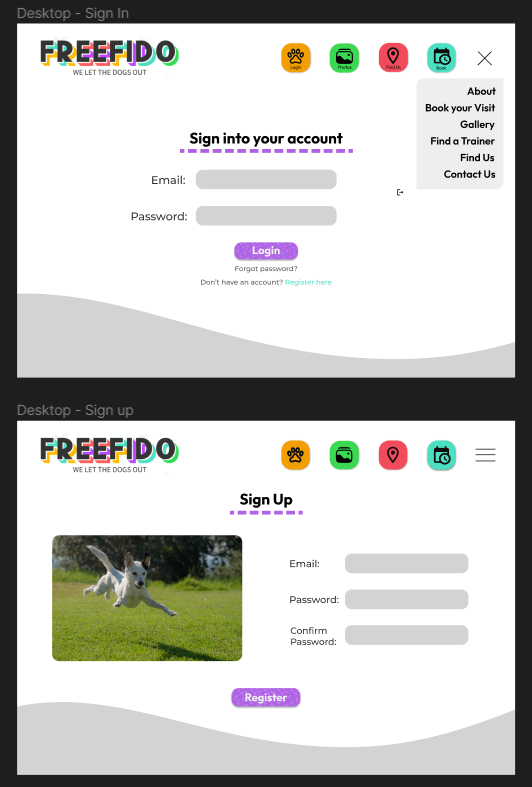 Desktop - Sign In
FREEFIDO
WE LET THE DOGS OUT
Login
Photos
Find Us
Book
About
Book your Visit
Gallery
Find a Trainer
Find Us
Contact Us
Sign into your account
Email:
Password:
Login
Forgot password?
Don't have an account? Register here
Desktop - Sign up
FREEFIDO
WE LET THE DOGS OUT
Sign Up
Email:
Password:
Confirm
Password:
Register